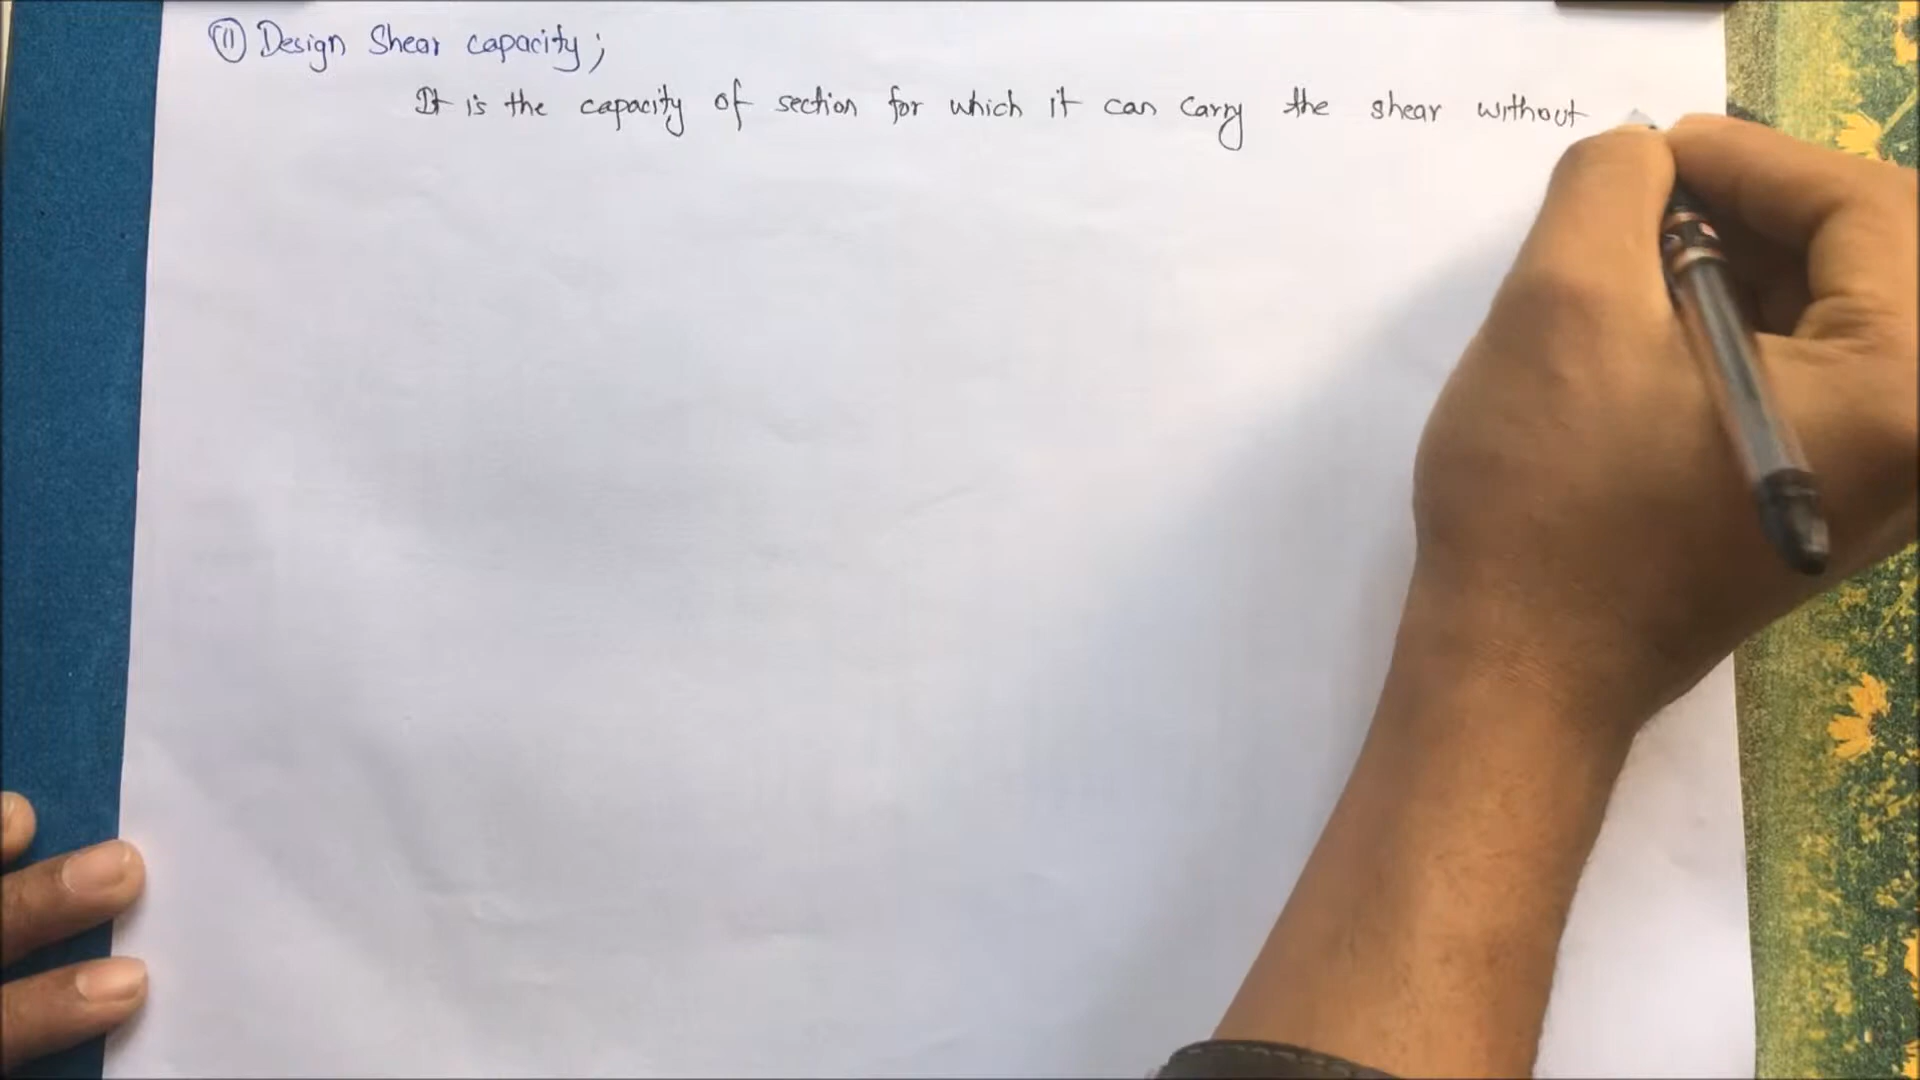 (11) Design Shear capacity;
It is the capacity of section for which it can carry the shear without